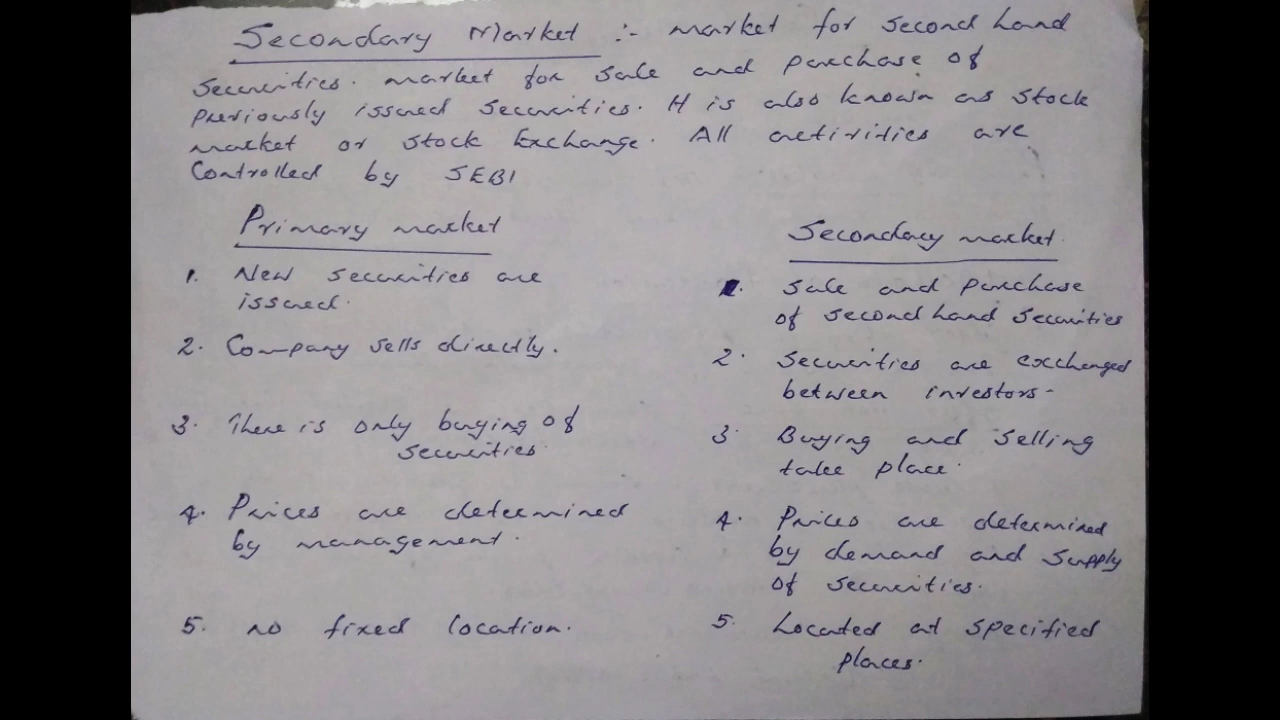 Secondary Market :- market for second hand
securities. market for sale and purchase of
previously issued securities. It is also known as stock
market or stock Exchange. All activities are
Controlled by SEBI
Primary market
1. New securities are
issued.
2. Company sells directly.
3. There is only buying of
securities.
4. Prices are determined
by management.
5. no fixed location.
Secondary market
1. Sale and purchase
of second hand securities
2. Securities are exchanged
between investors.
3. Buying and selling
take place.
4. Prices are determined
by demand and supply
of securities.
5. Located at specified
places.